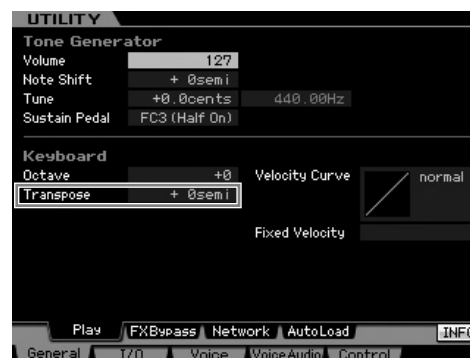 UTILITY
Tone Generator
Volume 127
Note Shift + 0semi
Tune +0.0cents 440.00Hz
Sustain Pedal FC3(Half On)
Keyboard
Octave +0 Velocity Curve normal
Transpose + 0semi
Fixed Velocity
Play FXBypass Network AutoLoad INFO
General I/O Voice VoiceAudio Control